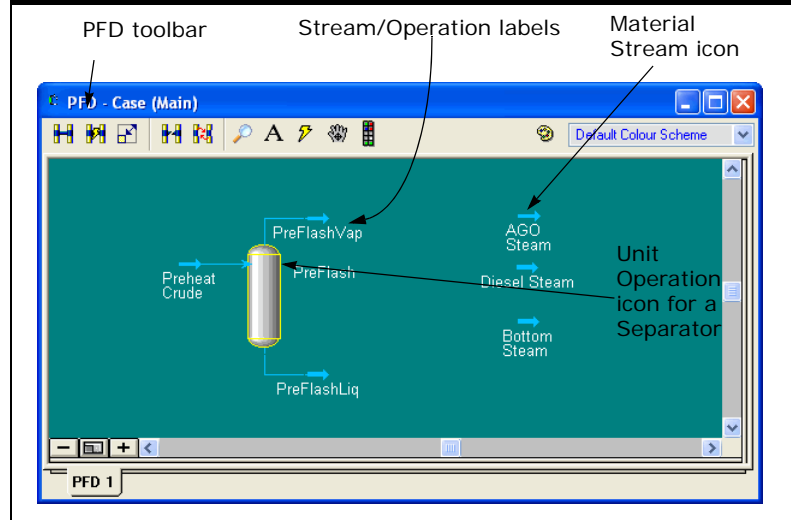 PFD toolbar
Stream/Operation labels
Material
Stream icon
PFD - Case (Main)
A
Default Colour Scheme
PreFlashVap
AGO
Steam
Preheat
Crude
PreFlash
Diesel Steam
Unit
Operation
icon for a
Separator
Bottom
Steam
PreFlashLiq
PFD 1